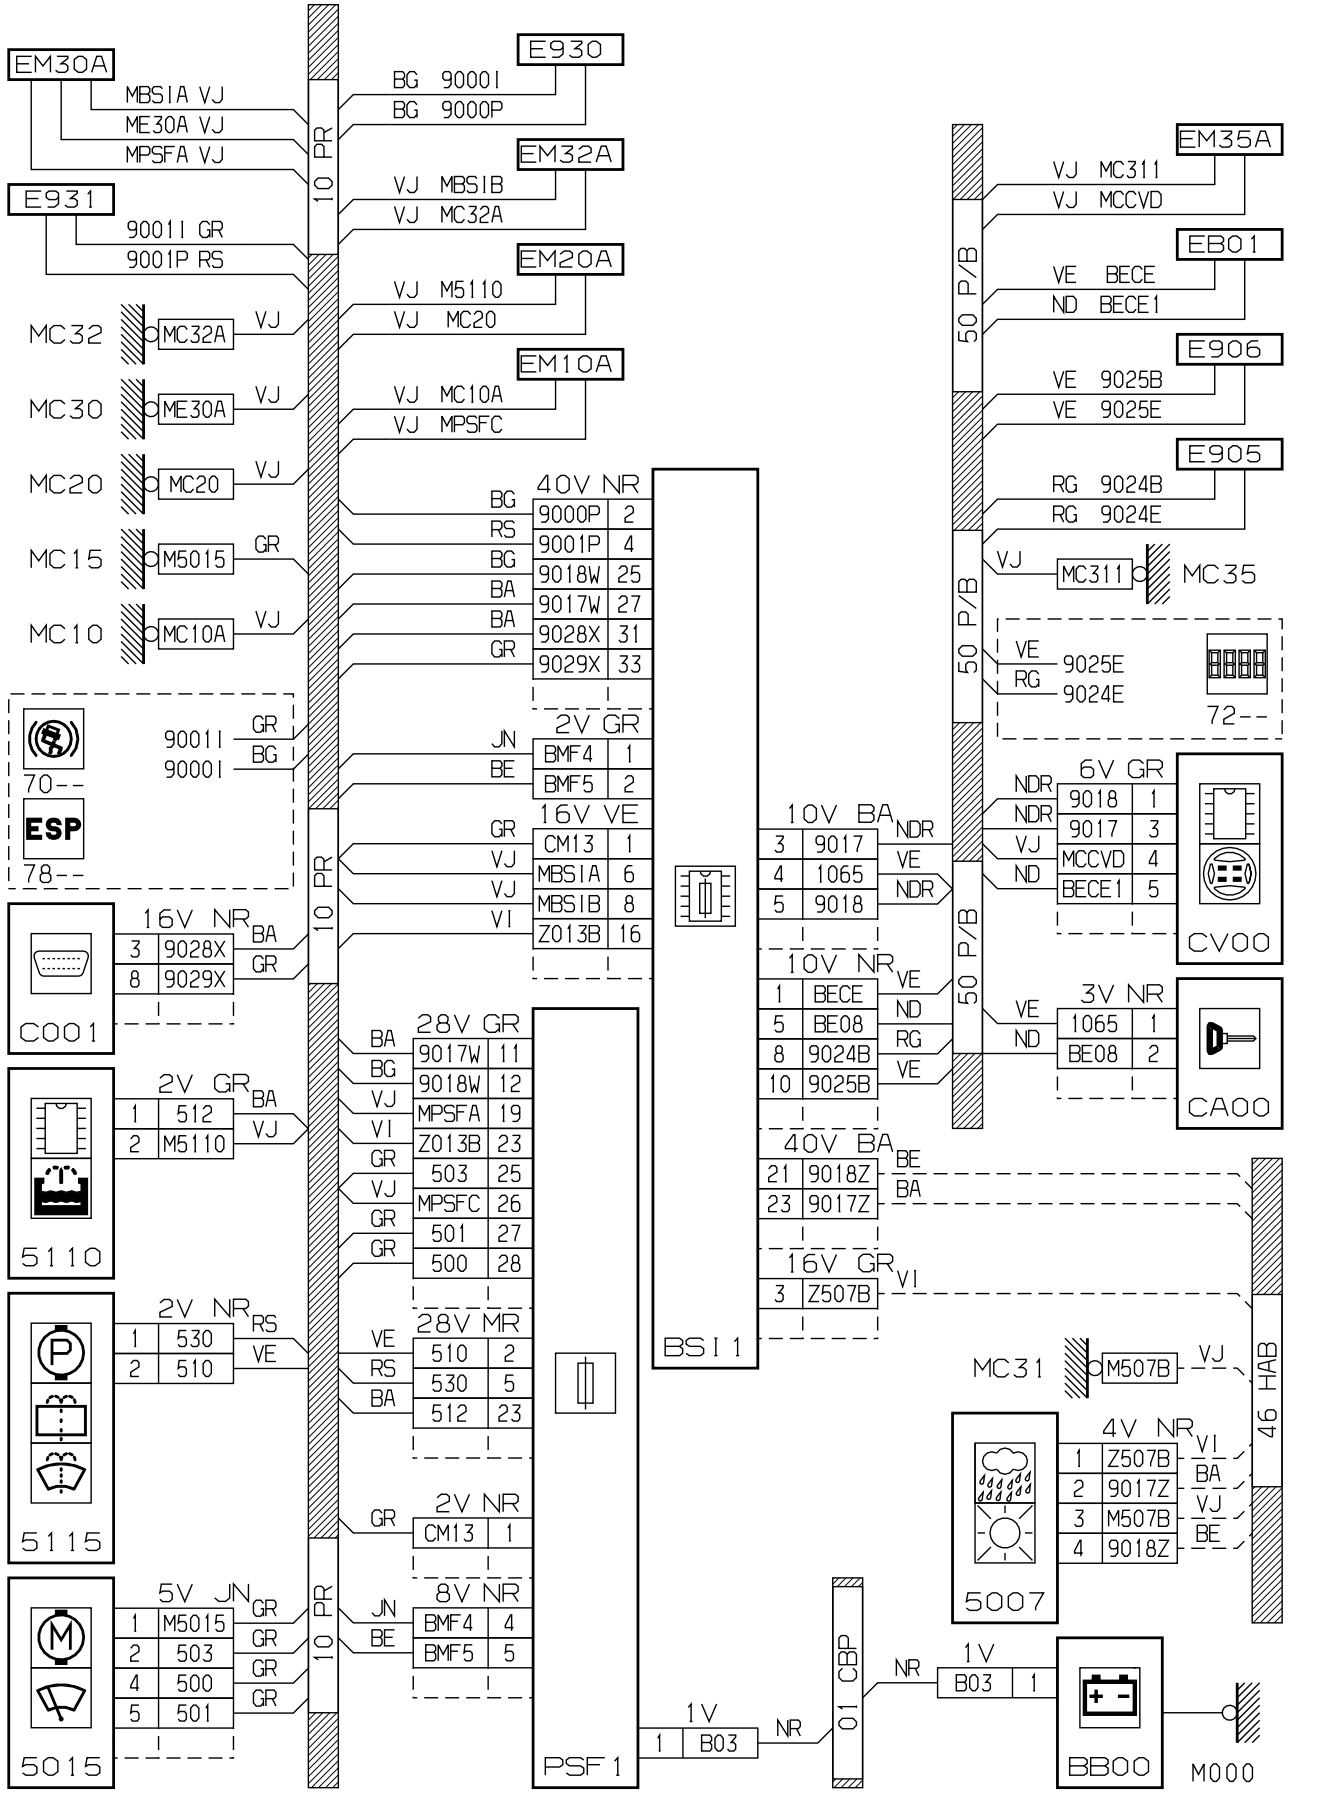 EM30A
MBSIA VJ
ME30A VJ
MPSFA VJ
E931
9001I GR
9001P RS
MC32 MC32A VJ
MC30 ME30A VJ
MC20 MC20 VJ
MC15 M5015 GR
MC10 MC10A VJ
9001I GR
9000I BG
70--
ESP
78--
16V NR
3 9028X BA
8 9029X GR
C001
2V GR
1 512 BA
2 M5110 VJ
5110
2V NR
1 530 RS
2 510 VE
5115
5V JN
1 M5015 GR
2 503 GR
4 500 GR
5 501 GR
5015
10 PR
10 PR
10 PR
E930
BG 9000I
BG 9000P
EM32A
VJ MBSIB
VJ MC32A
EM20A
VJ M5110
VJ MC20
EM10A
VJ MC10A
VJ MPSFC
40V NR
BG 9000P 2
RS 9001P 4
BG 9018W 25
BA 9017W 27
BA 9028X 31
GR 9029X 33
2V GR
JN BMF4 1
BE BMF5 2
16V VE
GR CM13 1
VJ MBSIA 6
VJ MBSIB 8
VI Z013B 16
28V GR
BA 9017W 11
BG 9018W 12
VJ MPSFA 19
VI Z013B 23
GR 503 25
VJ MPSFC 26
GR 501 27
GR 500 28
28V MR
VE 510 2
RS 530 5
BA 512 23
2V NR
GR CM13 1
8V NR
JN BMF4 4
BE BMF5 5
PSF1
1V
1 B03 NR
BSI1
10V BA
3 9017 NDR
4 1065 VE
5 9018 NDR
10V NR
1 BECE VE
5 BE08 ND
8 9024B RG
10 9025B VE
40V BA
21 9018Z BE
23 9017Z BA
16V GR
3 Z507B VI
50 P/B
50 P/B
50 P/B
EM35A
VJ MC311
VJ MCCVD
EB01
VE BECE
ND BECE1
E906
VE 9025B
VE 9025E
E905
RG 9024B
RG 9024E
VJ MC311 MC35
VE 9025E
RG 9024E
72--
6V GR
NDR 9018 1
NDR 9017 3
VJ MCCVD 4
ND BECE1 5
CV00
3V NR
VE 1065 1
ND BE08 2
CA00
46 HAB
MC31 M507B VJ
4V NR
1 Z507B VI
2 9017Z BA
3 M507B VJ
4 9018Z BE
5007
01 CBP
1V
NR B03 1
+ -
BB00
M000